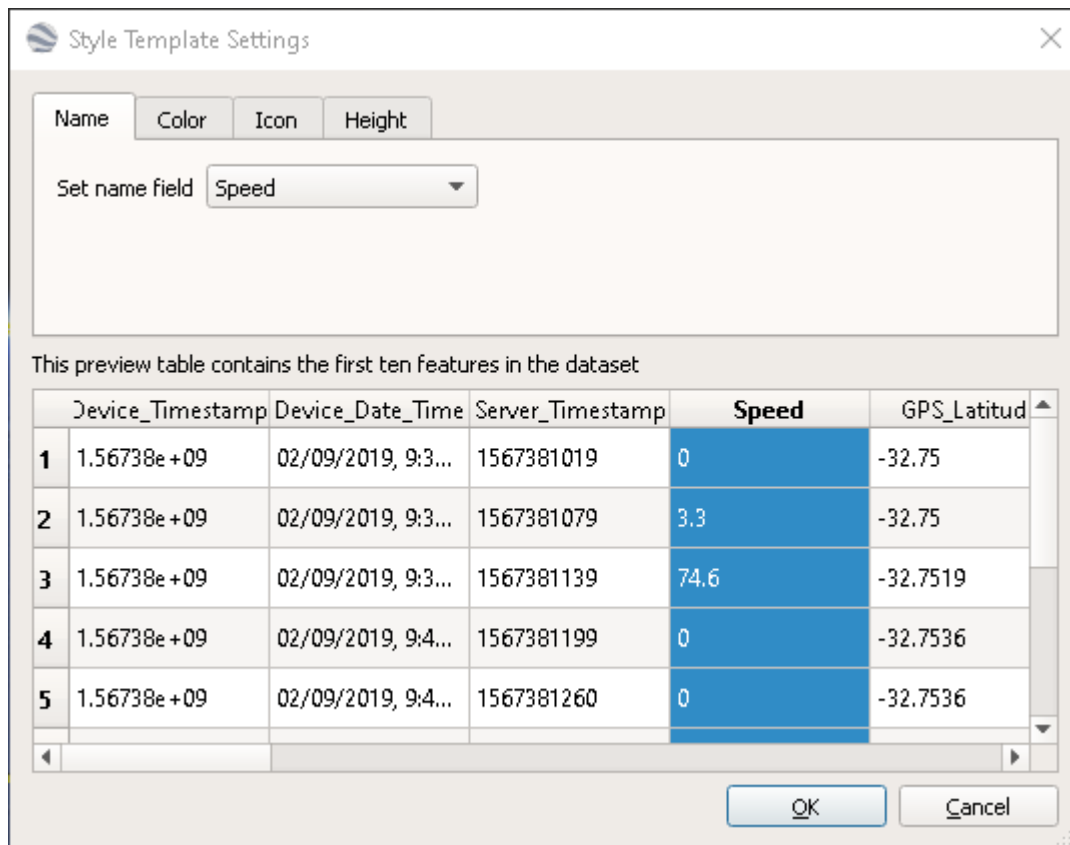 Style Template Settings
Name Color Icon Height
Set name field Speed
This preview table contains the first ten features in the dataset
Device_Timestamp Device_Date_Time Server_Timestamp Speed GPS_Latitud
1 1.56738e+09 02/09/2019, 9:3... 1567381019 0 -32.75
2 1.56738e+09 02/09/2019, 9:3... 1567381079 3.3 -32.75
3 1.56738e+09 02/09/2019, 9:3... 1567381139 74.6 -32.7519
4 1.56738e+09 02/09/2019, 9:4... 1567381199 0 -32.7536
5 1.56738e+09 02/09/2019, 9:4... 1567381260 0 -32.7536
OK Cancel